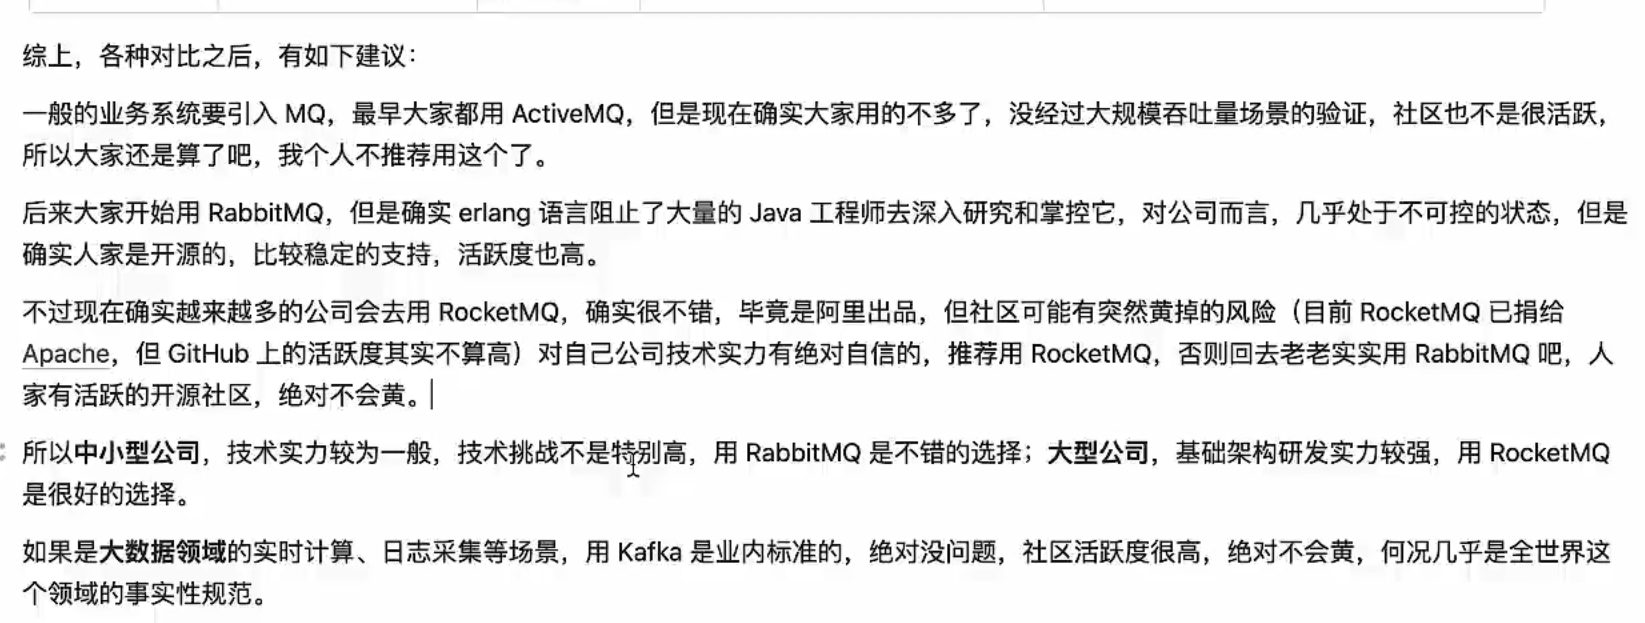 综上，各种对比之后，有如下建议：
一般的业务系统要引入 MQ，最早大家都用 ActiveMQ，但是现在确实大家用的不多了，没经过大规模吞吐量场景的验证，社区也不是很活跃，
所以大家还是算了吧，我个人不推荐用这个了。
后来大家开始用 RabbitMQ，但是确实 erlang 语言阻止了大量的 Java 工程师去深入研究和掌控它，对公司而言，几乎处于不可控的状态，但是
确实人家是开源的，比较稳定的支持，活跃度也高。
不过现在确实越来越多的公司会去用 RocketMQ，确实很不错，毕竟是阿里出品，但社区可能有突然黄掉的风险（目前 RocketMQ 已捐给
Apache，但 GitHub 上的活跃度其实不算高）对自己公司技术实力有绝对自信的，推荐用 RocketMQ，否则回去老老实实用 RabbitMQ 吧，人
家有活跃的开源社区，绝对不会黄。
所以中小型公司，技术实力较为一般，技术挑战不是特别高，用 RabbitMQ 是不错的选择；大型公司，基础架构研发实力较强，用 RocketMQ
是很好的选择。
如果是大数据领域的实时计算、日志采集等场景，用 Kafka 是业内标准的，绝对没问题，社区活跃度很高，绝对不会黄，何况几乎是全世界这
个领域的事实性规范。